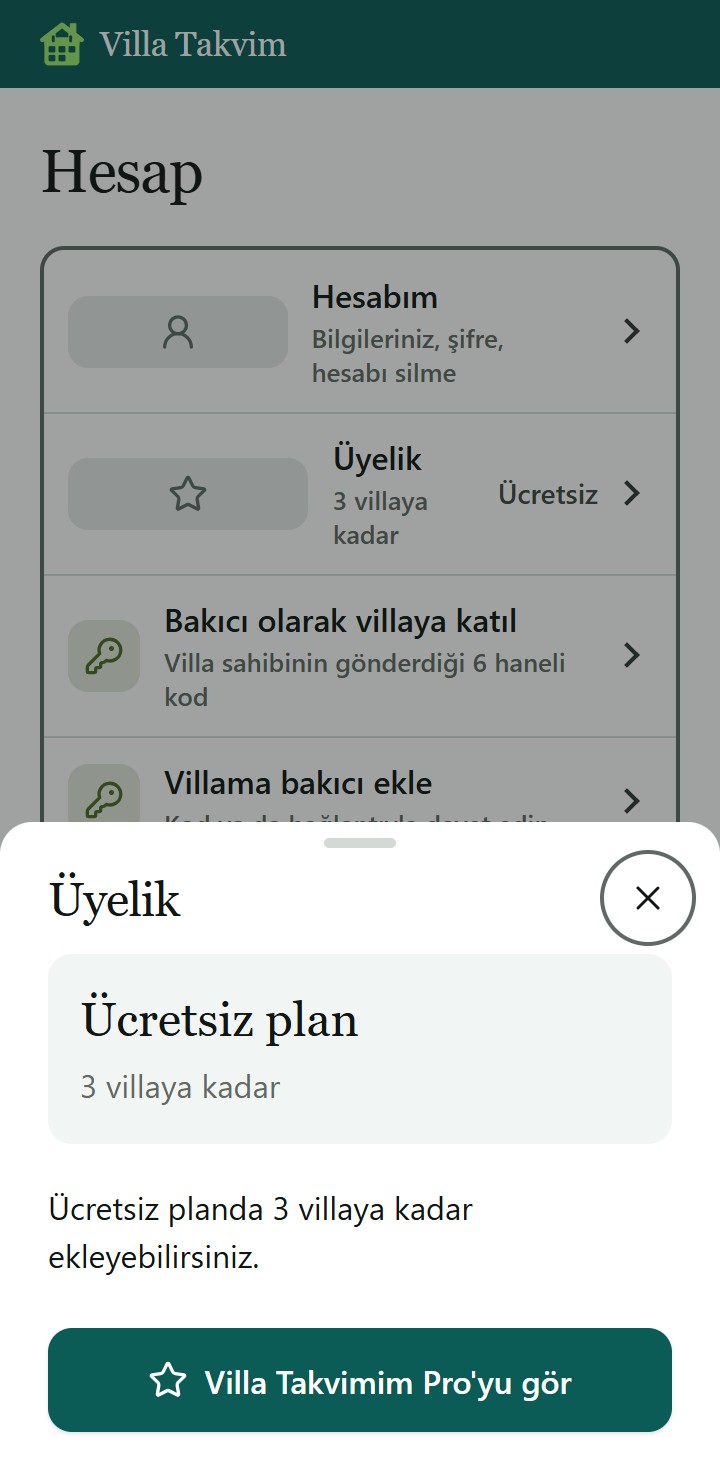 Villa Takvim
Hesap
Hesabım
Bilgileriniz, şifre,
hesabı silme
Üyelik
3 villaya
kadar
Ücretsiz
Bakıcı olarak villaya katıl
Villa sahibinin gönderdiği 6 haneli
kod
Villama bakıcı ekle
Üyelik
Ücretsiz plan
3 villaya kadar
Ücretsiz planda 3 villaya kadar
ekleyebilirsiniz.
Villa Takvimim Pro'yu gör